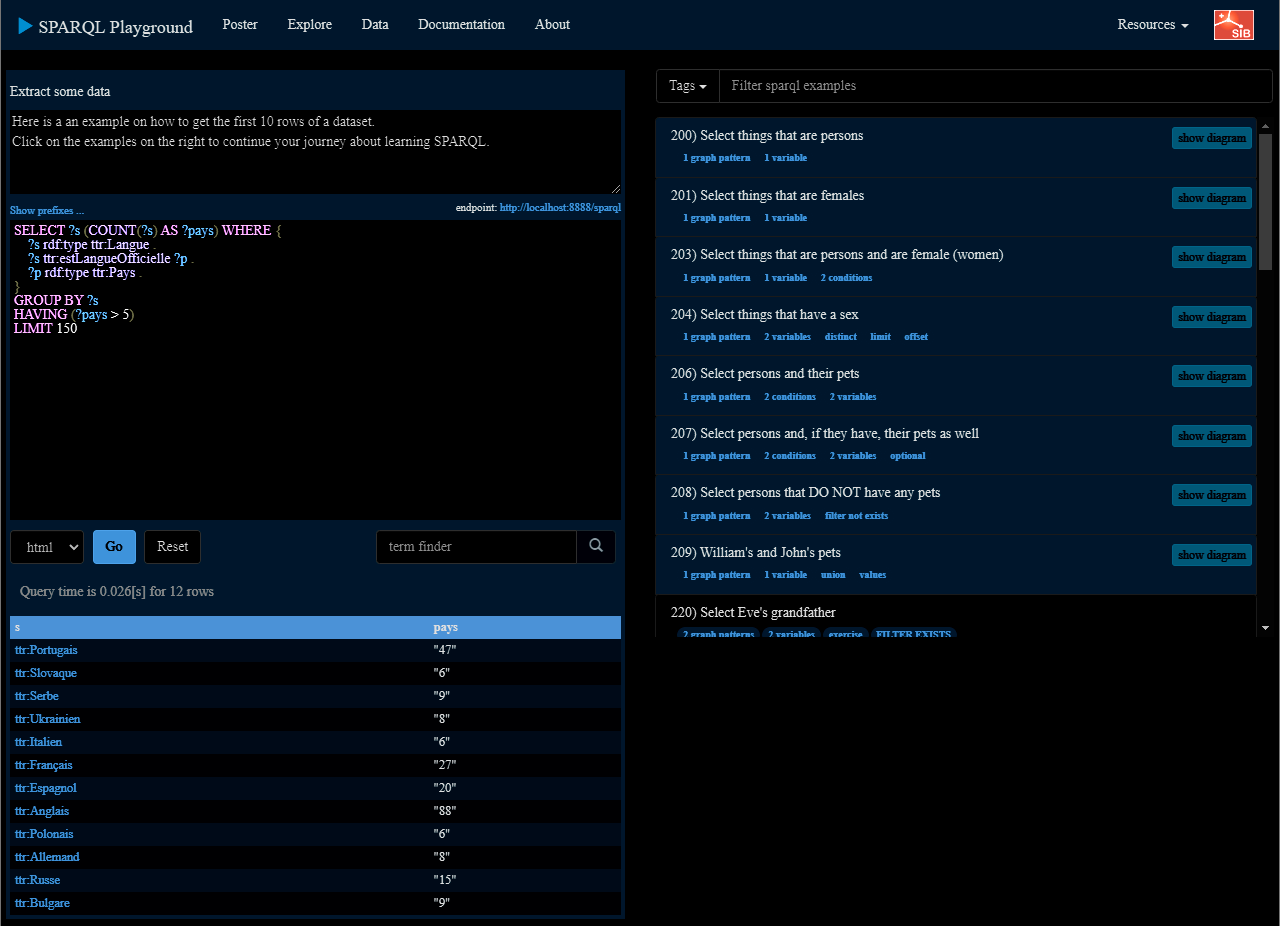 SPARQL Playground Poster Explore Data Documentation About Resources
SIB
Extract some data
Here is a an example on how to get the first 10 rows of a dataset.
Click on the examples on the right to continue your journey about learning SPARQL.
Show prefixes ... endpoint: http://localhost:8888/sparql
SELECT ?s (COUNT(?s) AS ?pays) WHERE {
?s rdf:type ttr:Langue .
?s ttr:estLangueOfficielle ?p .
?p rdf:type ttr:Pays .
}
GROUP BY ?s
HAVING (?pays > 5)
LIMIT 150
html Go Reset term finder
Query time is 0.026[s] for 12 rows
s pays
ttr:Portugais "47"
ttr:Slovaque "6"
ttr:Serbe "9"
ttr:Ukrainien "8"
ttr:Italien "6"
ttr:Français "27"
ttr:Espagnol "20"
ttr:Anglais "88"
ttr:Polonais "6"
ttr:Allemand "8"
ttr:Russe "15"
ttr:Bulgare "9"
Tags Filter sparql examples
200) Select things that are persons show diagram
1 graph pattern 1 variable
201) Select things that are females show diagram
1 graph pattern 1 variable
203) Select things that are persons and are female (women) show diagram
1 graph pattern 1 variable 2 conditions
204) Select things that have a sex show diagram
1 graph pattern 2 variables distinct limit offset
206) Select persons and their pets show diagram
1 graph pattern 2 conditions 2 variables
207) Select persons and, if they have, their pets as well show diagram
1 graph pattern 2 conditions 2 variables optional
208) Select persons that DO NOT have any pets show diagram
1 graph pattern 2 variables filter not exists
209) William's and John's pets show diagram
1 graph pattern 1 variable union values
220) Select Eve's grandfather
2 graph patterns 2 variables exercise FILTER EXISTS